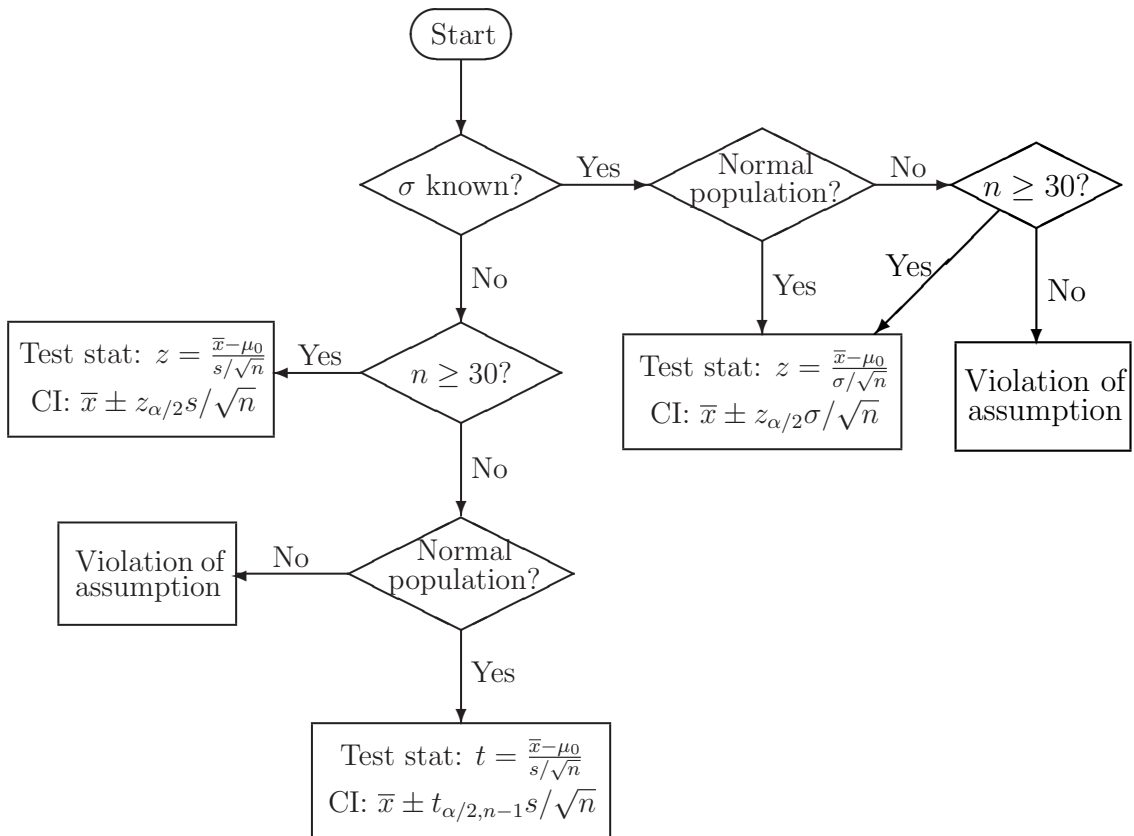 Start
σ known?
Yes
Normal
population?
No
n ≥ 30?
Yes
Yes
No
No
Test stat: z = x̅−μ₀ / s/√n
CI: x̅ ± z_{α/2}s/√n
Yes
n ≥ 30?
Test stat: z = x̅−μ₀ / σ/√n
CI: x̅ ± z_{α/2}σ/√n
Violation of
assumption
No
Violation of
assumption
No
Normal
population?
Yes
Test stat: t = x̅−μ₀ / s/√n
CI: x̅ ± t_{α/2,n−1}s/√n